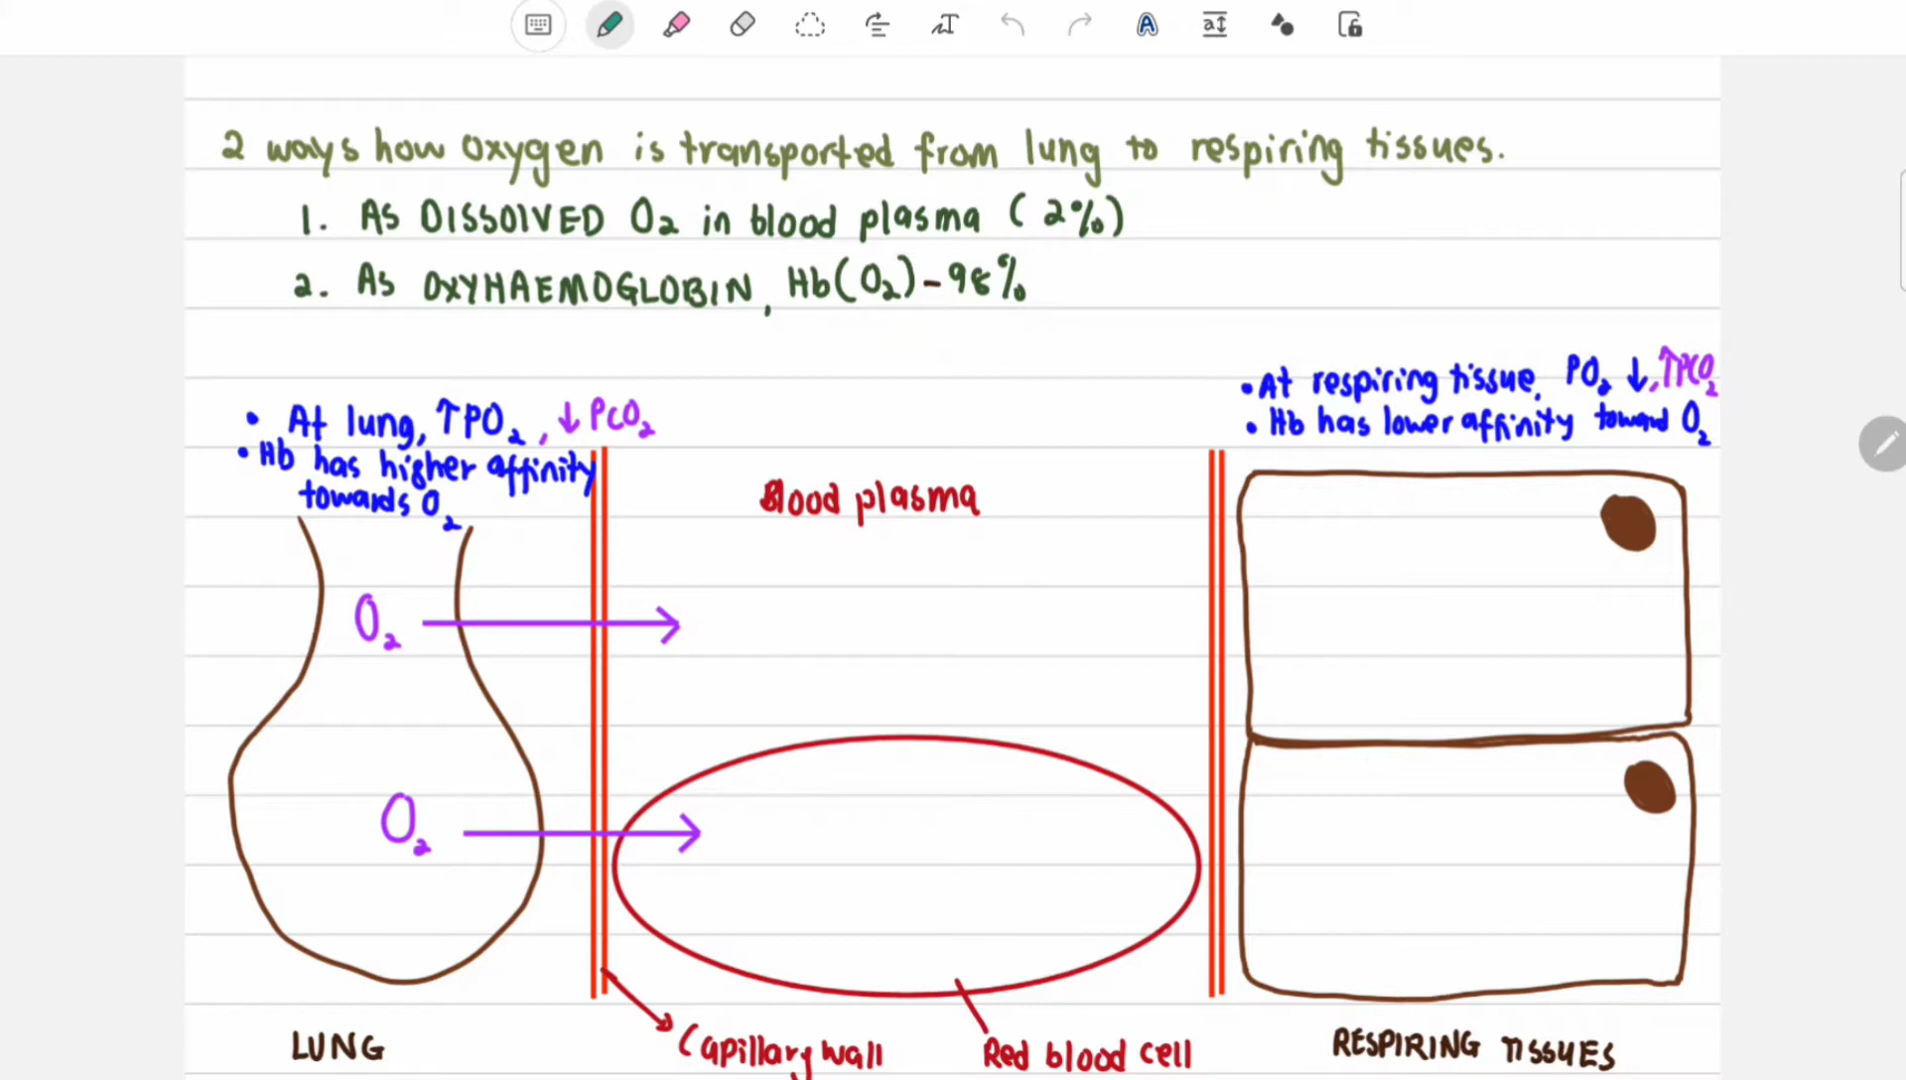 2 ways how oxygen is transported from lung to respiring tissues.
1. As DISSOLVED O₂ in blood plasma (2%)
2. As OXYHAEMOGLOBIN, Hb(O₂) - 98%
• At lung, ↑PO₂, ↓PCO₂
• Hb has higher affinity
towards O₂
• At respiring tissue, PO₂ ↓, ↑PCO₂
• Hb has lower affinity toward O₂
Blood plasma
O₂
O₂
LUNG
Capillary wall
Red blood cell
RESPIRING TISSUES